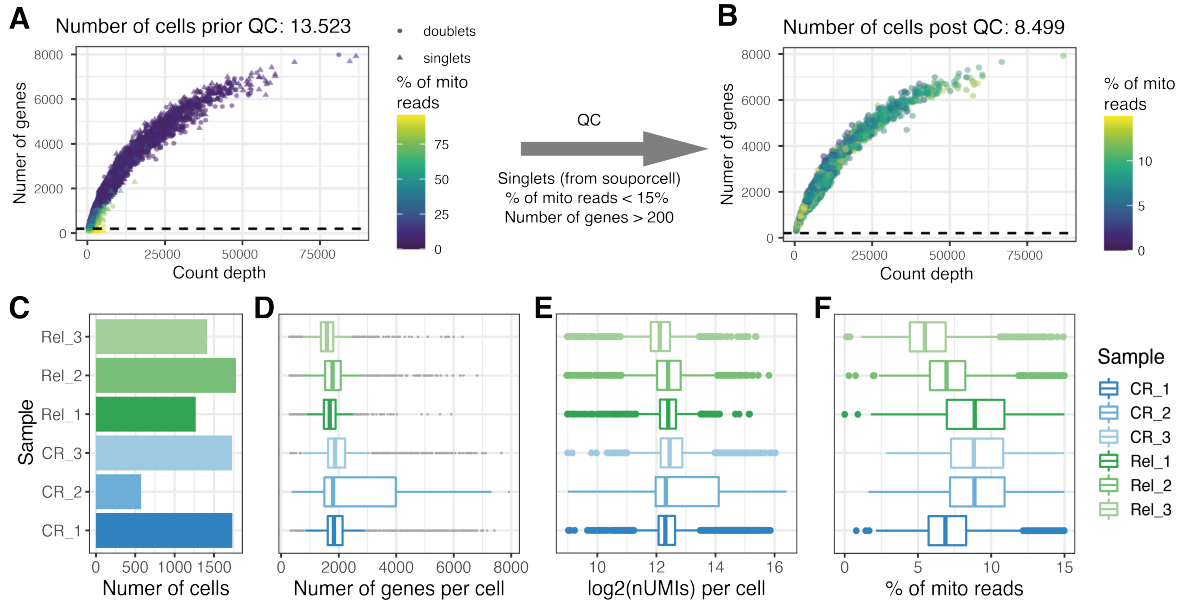 A
Number of cells prior QC: 13.523
8000
6000
4000
2000
0
Numer of genes
0
25000
50000
75000
Count depth
doublets
singlets
% of mito
reads
75
50
25
0
QC
Singlets (from souporcell)
% of mito reads < 15%
Number of genes > 200
B
Number of cells post QC: 8.499
8000
6000
4000
2000
0
Numer of genes
0
25000
50000
75000
Count depth
% of mito
reads
10
5
0
C
Sample
Rel_3
Rel_2
Rel_1
CR_3
CR_2
CR_1
0
500
1000
1500
Numer of cells
D
0
2000
4000
6000
8000
Numer of genes per cell
E
10
12
14
16
log2(nUMIs) per cell
F
0
5
10
15
% of mito reads
Sample
CR_1
CR_2
CR_3
Rel_1
Rel_2
Rel_3